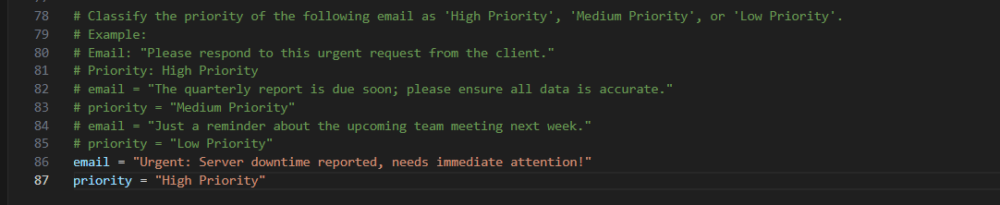 78 # Classify the priority of the following email as 'High Priority', 'Medium Priority', or 'Low Priority'.
79 # Example:
80 # Email: "Please respond to this urgent request from the client."
81 # Priority: High Priority
82 # email = "The quarterly report is due soon; please ensure all data is accurate."
83 # priority = "Medium Priority"
84 # email = "Just a reminder about the upcoming team meeting next week."
85 # priority = "Low Priority"
86 email = "Urgent: Server downtime reported, needs immediate attention!"
87 priority = "High Priority"